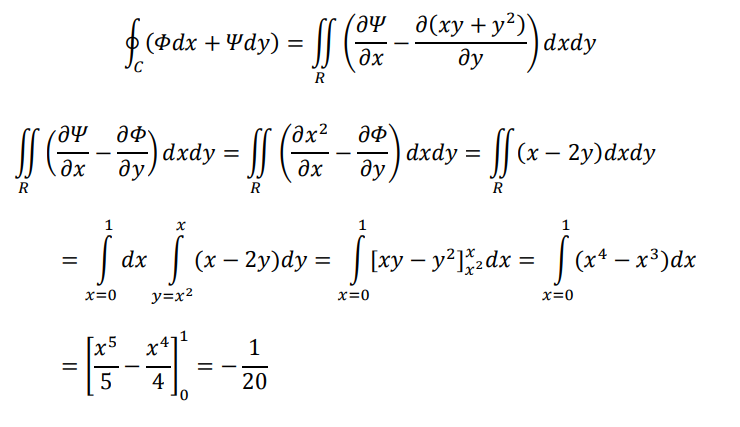 ∮_C (Φdx + Ψdy) = ∬_R (∂Ψ/∂x − ∂(xy + y²)/∂y) dxdy
∬_R (∂Ψ/∂x − ∂Φ/∂y) dxdy = ∬_R (∂x²/∂x − ∂Φ/∂y) dxdy = ∬_R (x − 2y)dxdy
= ∫_{x=0}^{1} dx ∫_{y=x²}^{x} (x − 2y)dy = ∫_{x=0}^{1} [xy − y²]_{x²}^{x} dx = ∫_{x=0}^{1} (x⁴ − x³)dx
= [x⁵/5 − x⁴/4]_0^1 = − 1/20